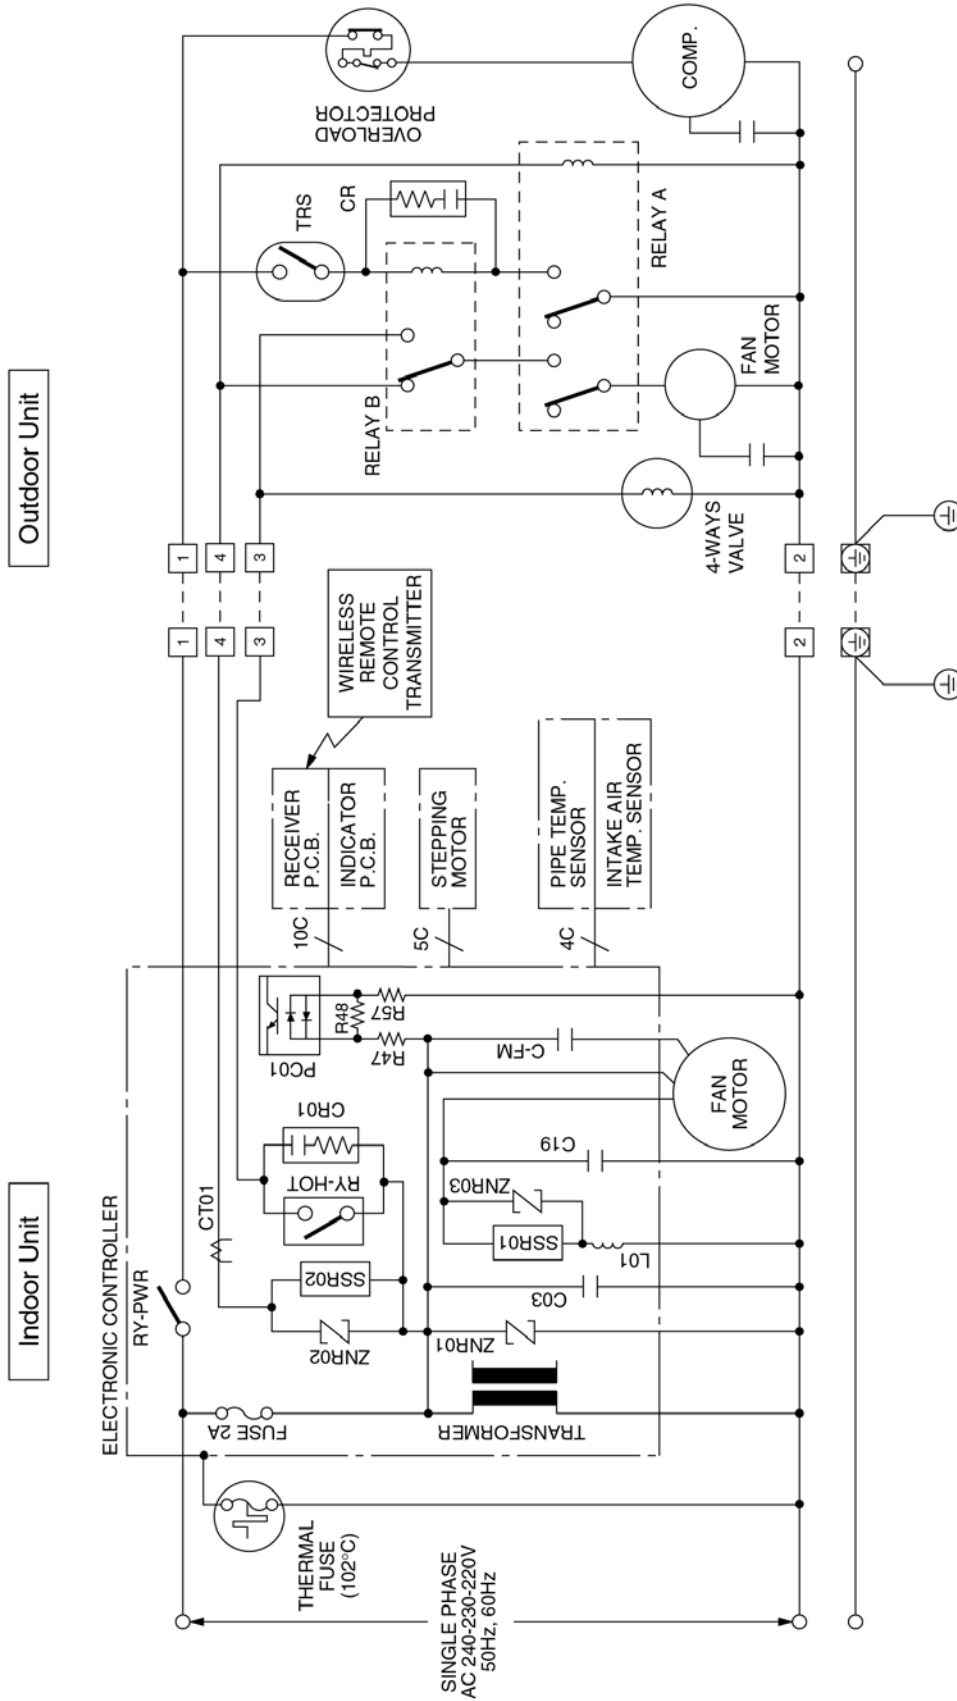 Indoor Unit
Outdoor Unit
ELECTRONIC CONTROLLER
RY-PWR
CT01
THERMAL
FUSE
(102°C)
SINGLE PHASE
AC 240-230-220V
50Hz, 60Hz
FUSE 2A
TRANSFORMER
ZNR02
SSR02
RY-HOT
CR01
ZNR01
C03
SSR01
L01
ZNR03
C19
FAN
MOTOR
C-FM
PC01
R47
R48
R57
10C
5C
4C
RECEIVER
P.C.B.
INDICATOR
P.C.B.
STEPPING
MOTOR
PIPE TEMP.
SENSOR
INTAKE AIR
TEMP. SENSOR
WIRELESS
REMOTE
CONTROL
TRANSMITTER
1
4
3
2
1
4
3
2
4-WAYS
VALVE
RELAY B
FAN
MOTOR
RELAY A
TRS
CR
OVERLOAD
PROTECTOR
COMP.